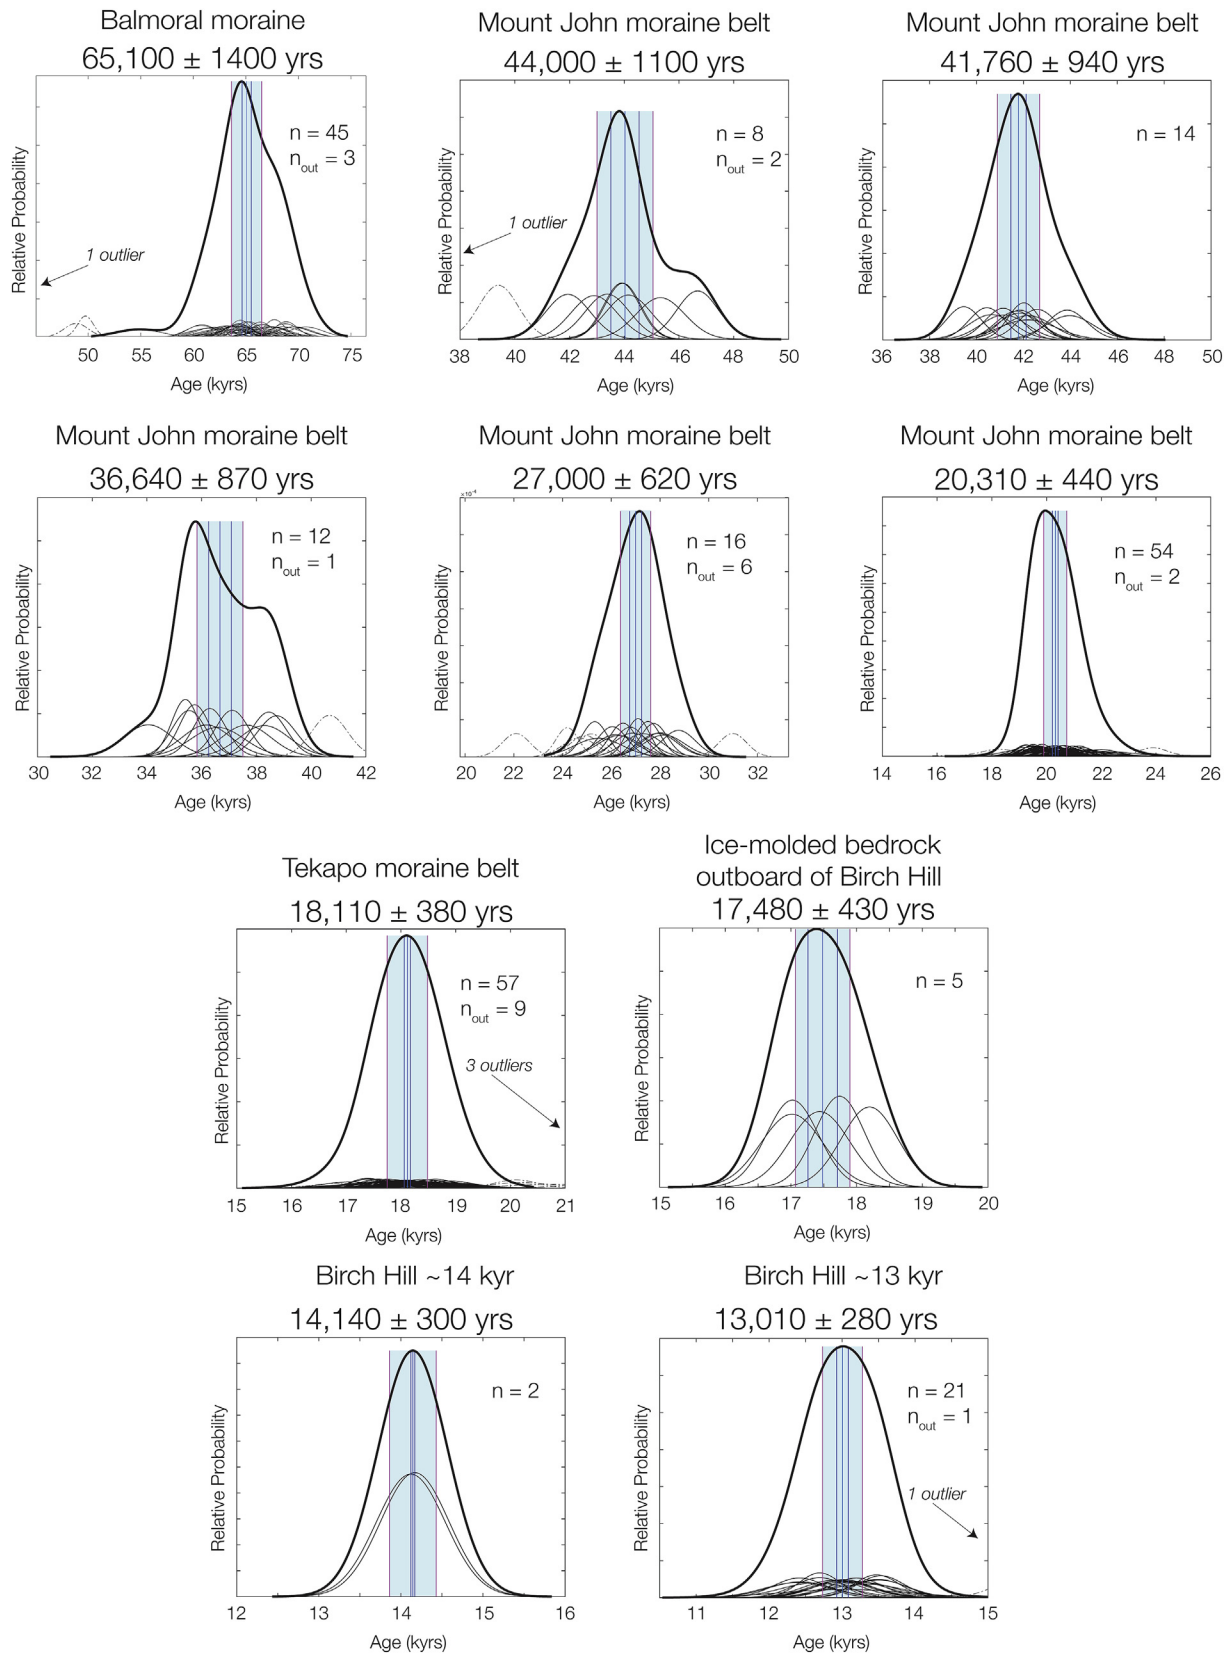 Balmoral moraine
65,100 ± 1400 yrs
n = 45
nout = 3
1 outlier
Relative Probability
50 55 60 65 70 75
Age (kyrs)
Mount John moraine belt
44,000 ± 1100 yrs
n = 8
nout = 2
1 outlier
Relative Probability
38 40 42 44 46 48 50
Age (kyrs)
Mount John moraine belt
41,760 ± 940 yrs
n = 14
Relative Probability
36 38 40 42 44 46 48 50
Age (kyrs)
Mount John moraine belt
36,640 ± 870 yrs
n = 12
nout = 1
Relative Probability
30 32 34 36 38 40 42
Age (kyrs)
Mount John moraine belt
27,000 ± 620 yrs
n = 16
nout = 6
Relative Probability
20 22 24 26 28 30 32
Age (kyrs)
Mount John moraine belt
20,310 ± 440 yrs
n = 54
nout = 2
Relative Probability
14 16 18 20 22 24 26
Age (kyrs)
Tekapo moraine belt
18,110 ± 380 yrs
n = 57
nout = 9
3 outliers
Relative Probability
15 16 17 18 19 20 21
Age (kyrs)
Ice-molded bedrock
outboard of Birch Hill
17,480 ± 430 yrs
n = 5
Relative Probability
15 16 17 18 19 20
Age (kyrs)
Birch Hill ~14 kyr
14,140 ± 300 yrs
n = 2
Relative Probability
12 13 14 15 16
Age (kyrs)
Birch Hill ~13 kyr
13,010 ± 280 yrs
n = 21
nout = 1
1 outlier
Relative Probability
11 12 13 14 15
Age (kyrs)